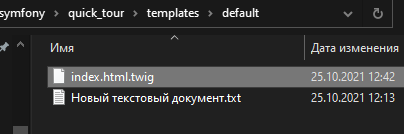 symfony > quick_tour > templates > default
Имя Дата изменения
index.html.twig 25.10.2021 12:42
Новый текстовый документ.txt 25.10.2021 12:13